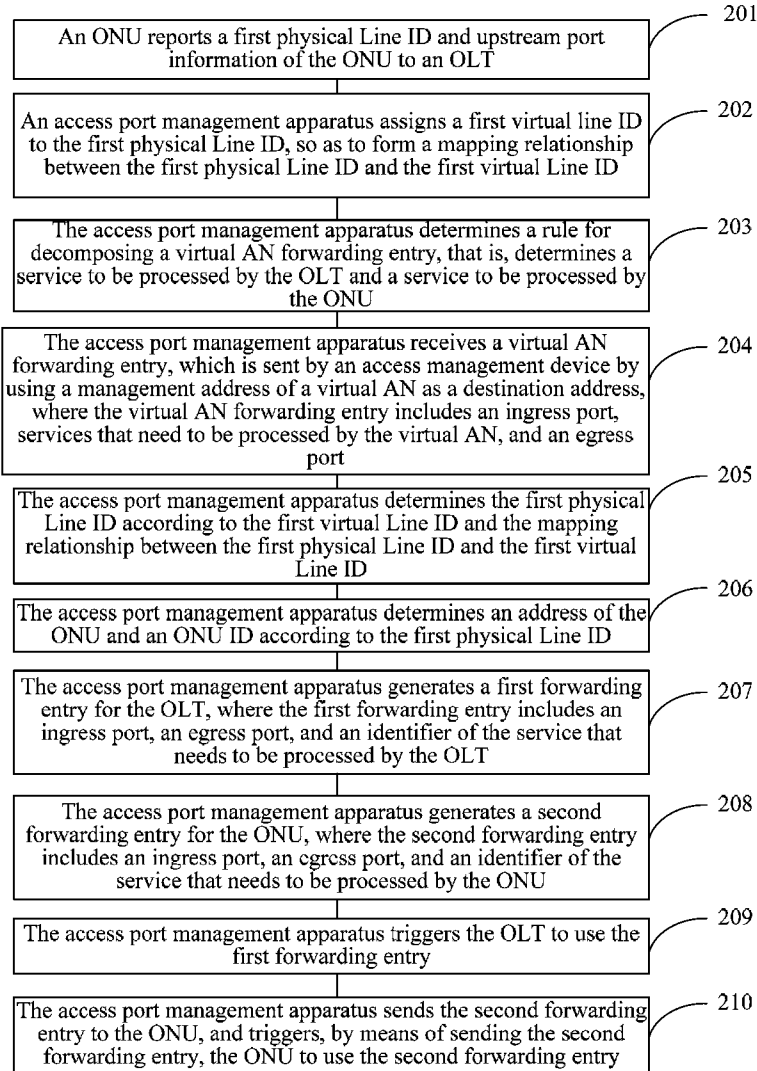 201
An ONU reports a first physical Line ID and upstream port
information of the ONU to an OLT
202
An access port management apparatus assigns a first virtual line ID
to the first physical Line ID, so as to form a mapping relationship
between the first physical Line ID and the first virtual Line ID
203
The access port management apparatus determines a rule for
decomposing a virtual AN forwarding entry, that is, determines a
service to be processed by the OLT and a service to be processed by
the ONU
204
The access port management apparatus receives a virtual AN
forwarding entry, which is sent by an access management device by
using a management address of a virtual AN as a destination address,
where the virtual AN forwarding entry includes an ingress port,
services that need to be processed by the virtual AN, and an egress
port
205
The access port management apparatus determines the first physical
Line ID according to the first virtual Line ID and the mapping
relationship between the first physical Line ID and the first virtual
Line ID
206
The access port management apparatus determines an address of the
ONU and an ONU ID according to the first physical Line ID
207
The access port management apparatus generates a first forwarding
entry for the OLT, where the first forwarding entry includes an
ingress port, an egress port, and an identifier of the service that
needs to be processed by the OLT
208
The access port management apparatus generates a second
forwarding entry for the ONU, where the second forwarding entry
includes an ingress port, an egress port, and an identifier of the
service that needs to be processed by the ONU
209
The access port management apparatus triggers the OLT to use the
first forwarding entry
210
The access port management apparatus sends the second forwarding
entry to the ONU, and triggers, by means of sending the second
forwarding entry, the ONU to use the second forwarding entry